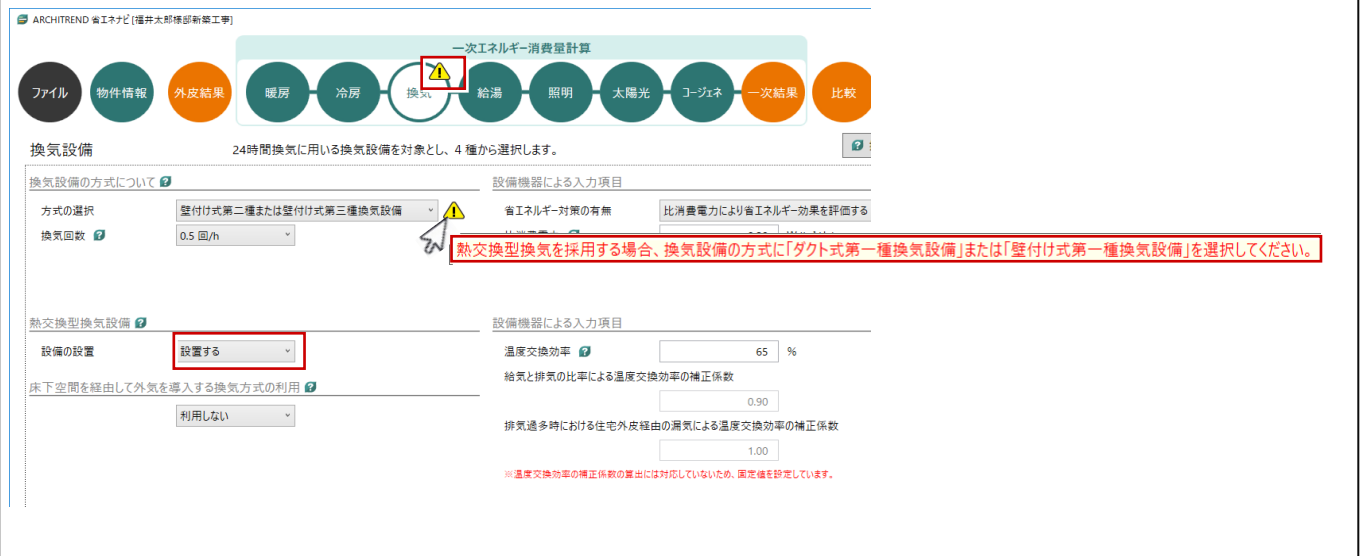 ARCHITREND 省エネナビ [福井太郎様邸新築工事]
一次エネルギー消費量計算
ファイル 物件情報 外皮結果 暖房 冷房 換気 給湯 照明 太陽光 コージェネ 一次結果 比較
換気設備 24時間換気に用いる換気設備を対象とし、4 種から選択します。
換気設備の方式について 設備機器による入力項目
方式の選択 壁付け式第二種または壁付け式第三種換気設備 省エネルギー対策の有無 比消費電力により省エネルギー効果を評価する
換気回数 0.5 回/h
熱交換型換気を採用する場合、換気設備の方式に「ダクト式第一種換気設備」または「壁付け式第一種換気設備」を選択してください。
熱交換型換気設備 設備機器による入力項目
設備の設置 設置する 温度交換効率 65 %
給気と排気の比率による温度交換効率の補正係数
床下空間を経由して外気を導入する換気方式の利用
利用しない 0.90
排気過多時における住宅外皮経由の漏気による温度交換効率の補正係数
1.00
※温度交換効率の補正係数の算出には対応していないため、固定値を設定しています。